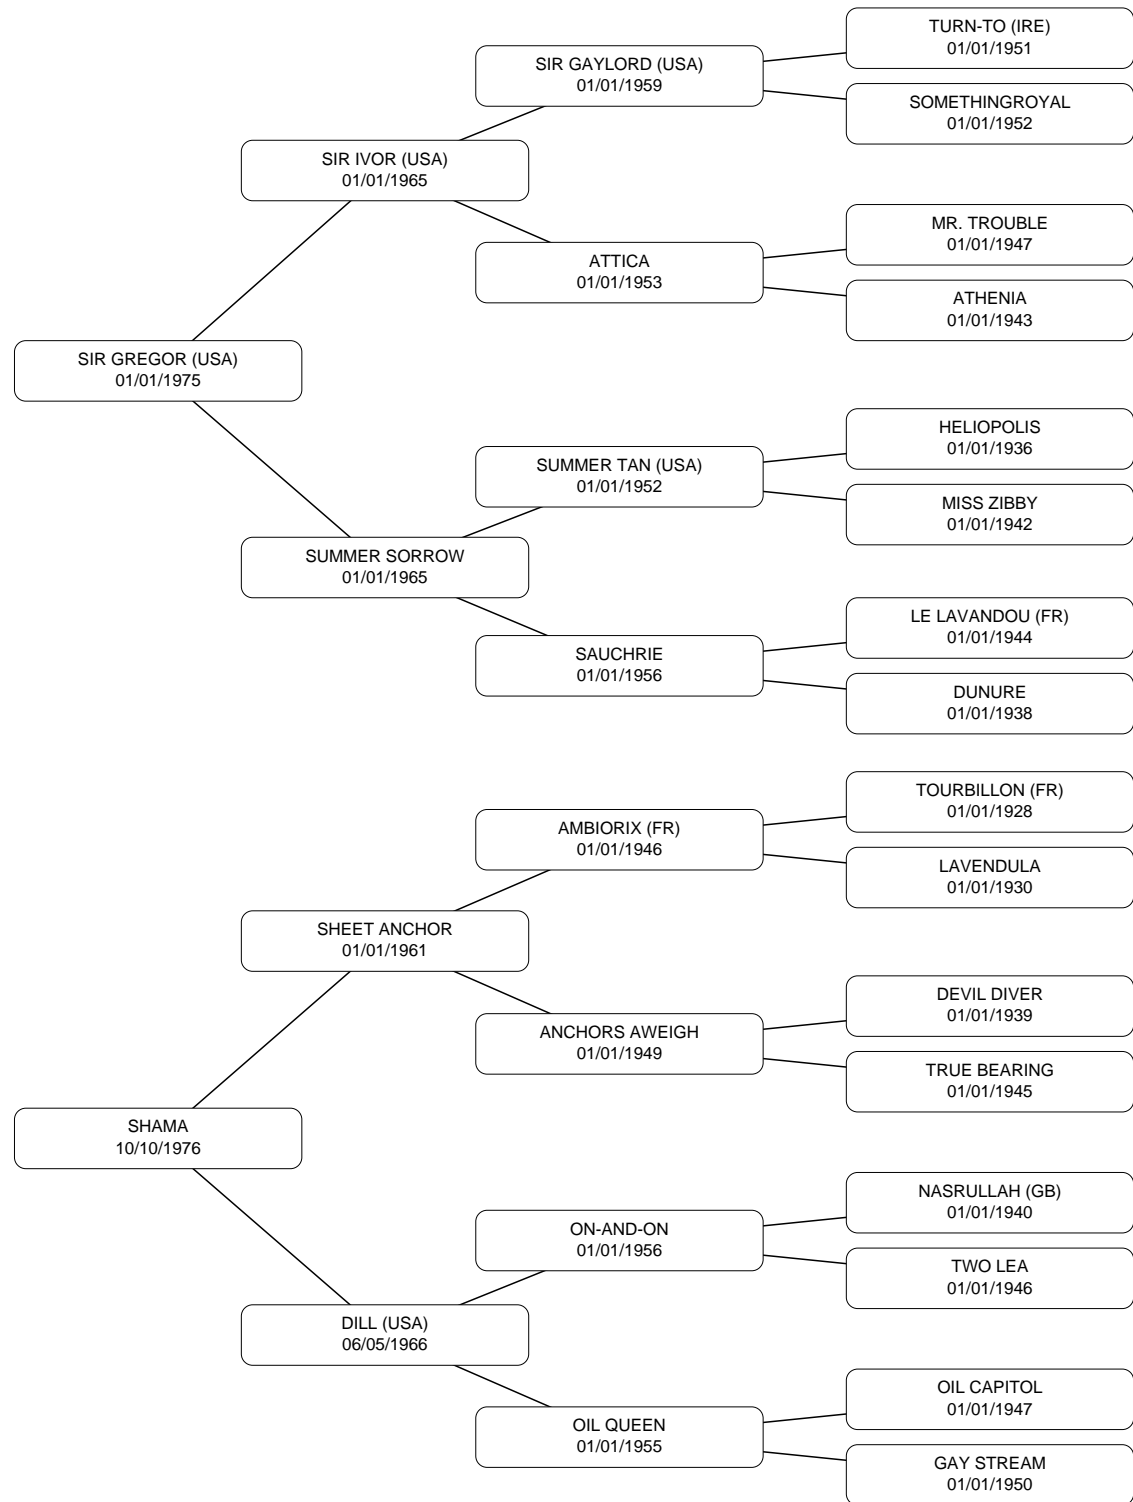 TURN-TO (IRE)
01/01/1951
SIR GAYLORD (USA)
01/01/1959
SOMETHINGROYAL
01/01/1952
SIR IVOR (USA)
01/01/1965
MR. TROUBLE
01/01/1947
ATTICA
01/01/1953
ATHENIA
01/01/1943
SIR GREGOR (USA)
01/01/1975
HELIOPOLIS
01/01/1936
SUMMER TAN (USA)
01/01/1952
MISS ZIBBY
01/01/1942
SUMMER SORROW
01/01/1965
LE LAVANDOU (FR)
01/01/1944
SAUCHRIE
01/01/1956
DUNURE
01/01/1938
TOURBILLON (FR)
01/01/1928
AMBIORIX (FR)
01/01/1946
LAVENDULA
01/01/1930
SHEET ANCHOR
01/01/1961
DEVIL DIVER
01/01/1939
ANCHORS AWEIGH
01/01/1949
TRUE BEARING
01/01/1945
SHAMA
10/10/1976
NASRULLAH (GB)
01/01/1940
ON-AND-ON
01/01/1956
TWO LEA
01/01/1946
DILL (USA)
06/05/1966
OIL CAPITOL
01/01/1947
OIL QUEEN
01/01/1955
GAY STREAM
01/01/1950